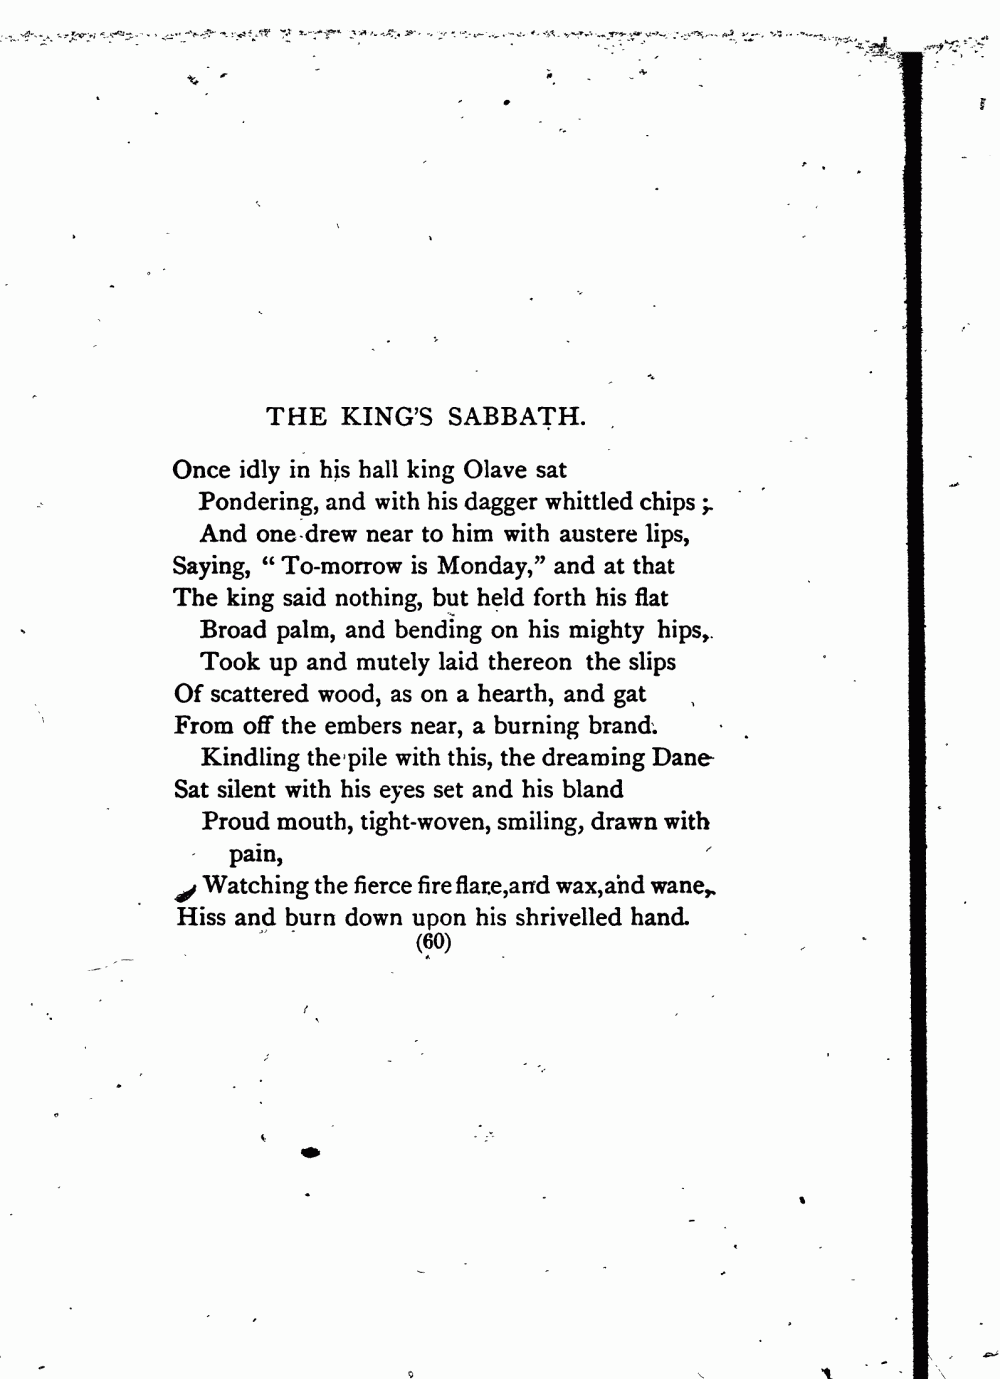 THE KING'S SABBATH.
Once idly in his hall king Olave sat
Pondering, and with his dagger whittled chips ;
And one drew near to him with austere lips,
Saying, “ To-morrow is Monday,” and at that
The king said nothing, but held forth his flat
Broad palm, and bending on his mighty hips,
Took up and mutely laid thereon the slips
Of scattered wood, as on a hearth, and gat
From off the embers near, a burning brand.
Kindling the pile with this, the dreaming Dane
Sat silent with his eyes set and his bland
Proud mouth, tight-woven, smiling, drawn with
pain,
Watching the fierce fire flare, and wax, and wane,
Hiss and burn down upon his shrivelled hand.
(60)